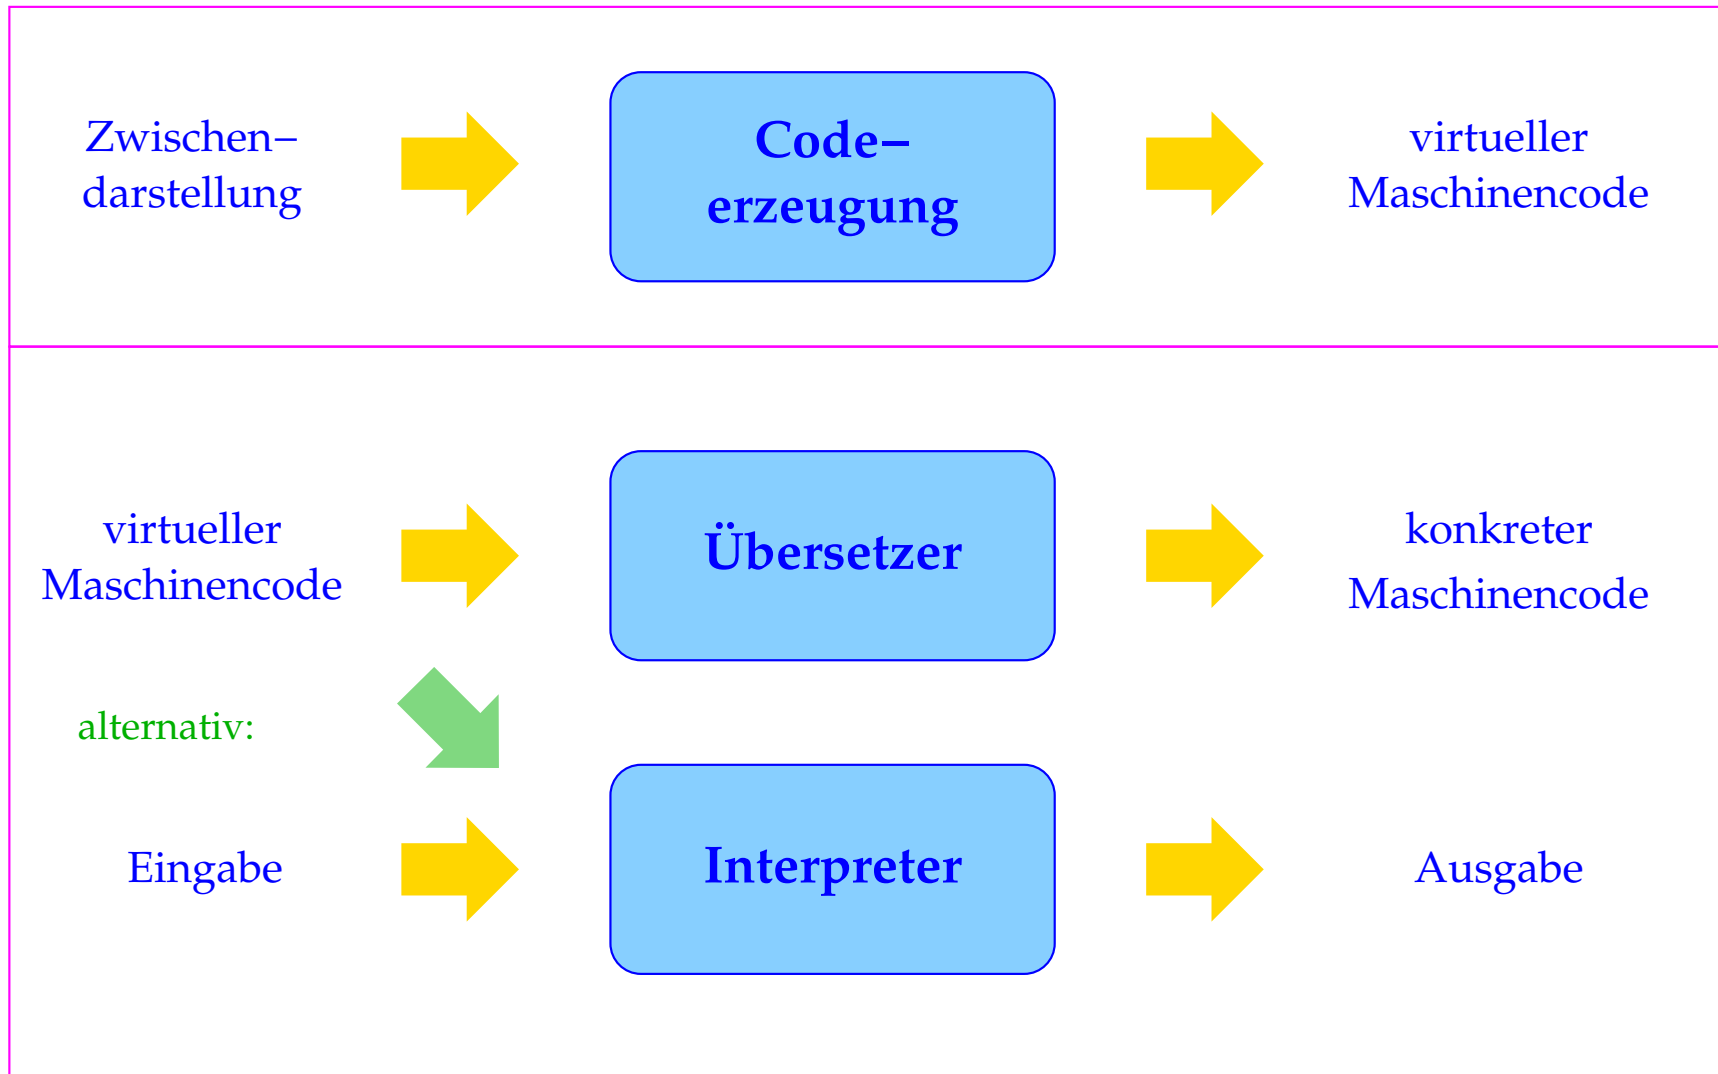 Zwischen–
darstellung
Code–
erzeugung
virtueller
Maschinencode
virtueller
Maschinencode
Übersetzer
konkreter
Maschinencode
alternativ:
Eingabe
Interpreter
Ausgabe